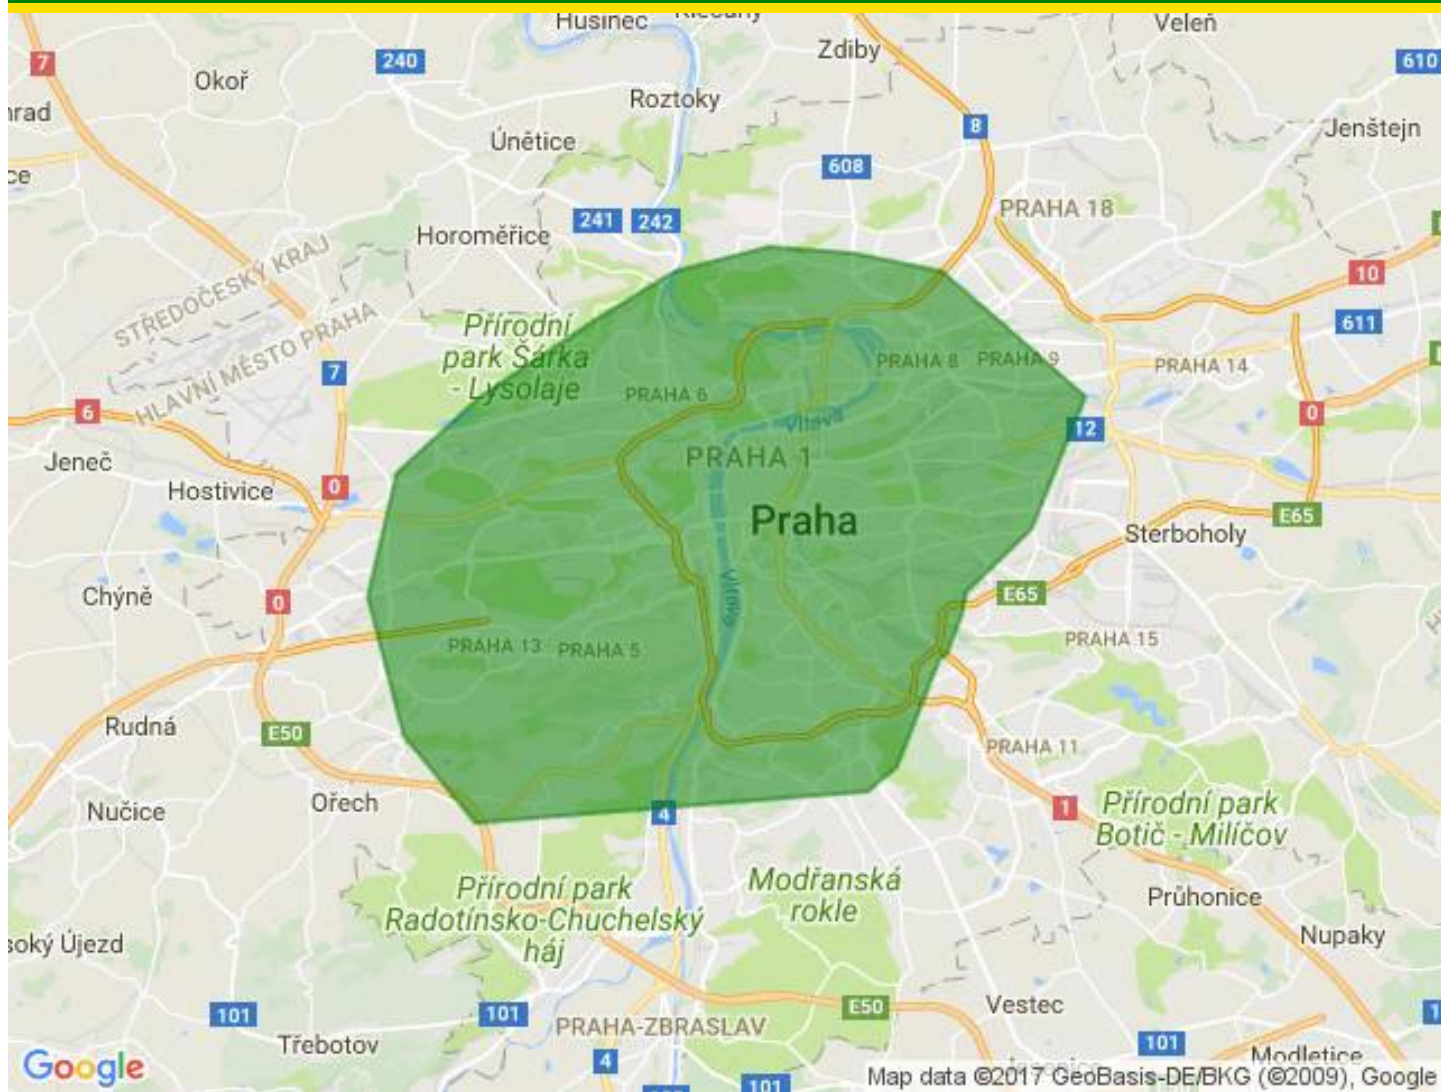 Husinec
Zdiby
Veleň
7
240
610
Okoř
Roztoky
8
Jenštejn
Únětice
608
PRAHA 18
241
242
Horoměřice
STŘEDOČESKÝ KRAJ
HLAVNÍ MĚSTO PRAHA
10
611
Přírodní
park Šárka
- Lysolaje
PRAHA 8
PRAHA 9
PRAHA 14
7
PRAHA 6
6
0
Vltava
12
PRAHA 1
Jeneč
Hostivice
0
Praha
E65
Sterboholy
Chýně
0
Vltava
E65
PRAHA 13
PRAHA 5
PRAHA 15
Rudná
E50
PRAHA 11
Nučice
Ořech
4
1
Přírodní park
Botič - Milíčov
Přírodní park
Radotínsko-Chuchelský
háj
Modřanská
rokle
Průhonice
soký Újezd
Nupaky
101
101
E50
Vestec
PRAHA-ZBRASLAV
Třebotov
4
101
Modletice
101
Google
Map data ©2017 GeoBasis-DE/BKG (©2009), Google